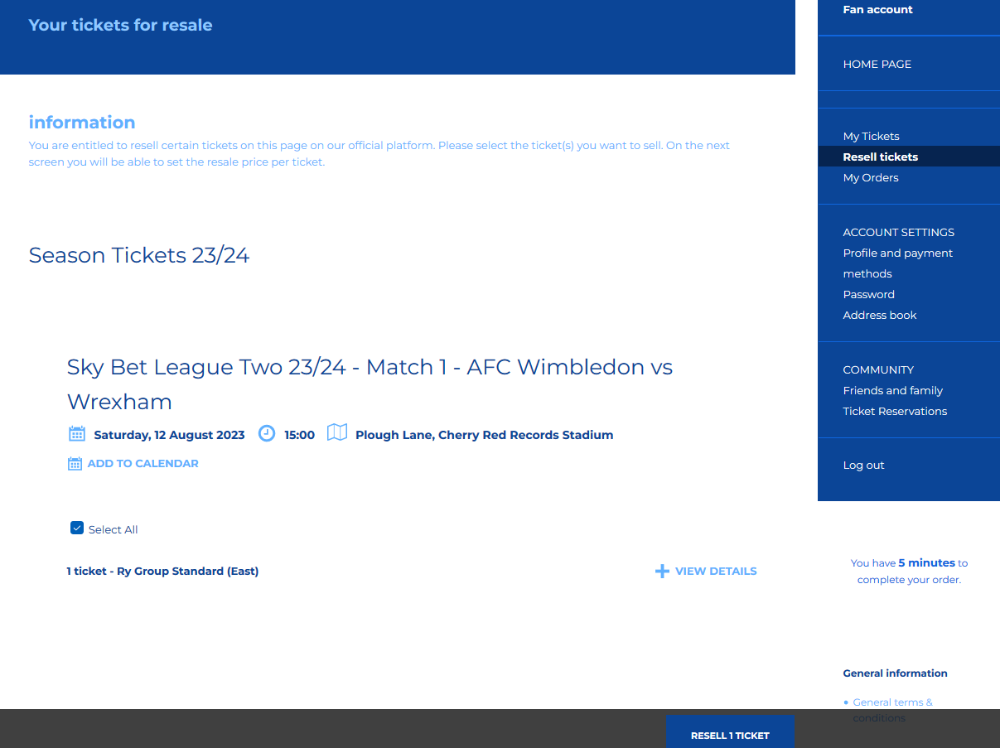 Your tickets for resale
information
You are entitled to resell certain tickets on this page on our official platform. Please select the ticket(s) you want to sell. On the next
screen you will be able to set the resale price per ticket.
Season Tickets 23/24
Sky Bet League Two 23/24 - Match 1 - AFC Wimbledon vs
Wrexham
Saturday, 12 August 2023 15:00 Plough Lane, Cherry Red Records Stadium
ADD TO CALENDAR
Select All
1 ticket - Ry Group Standard (East) VIEW DETAILS
RESELL 1 TICKET
Fan account
HOME PAGE
My Tickets
Resell tickets
My Orders
ACCOUNT SETTINGS
Profile and payment
methods
Password
Address book
COMMUNITY
Friends and family
Ticket Reservations
Log out
You have 5 minutes to
complete your order.
General information
General terms &
conditions